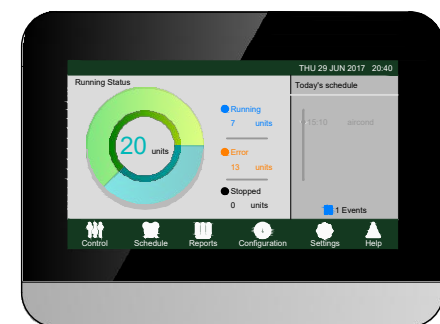 THU 29 JUN 2017 20:40
Running Status
20 units
Running
7 units
Error
13 units
Stopped
0 units
Today's schedule
15:10 aircond
1 Events
Control Schedule Reports Configuration Settings Help